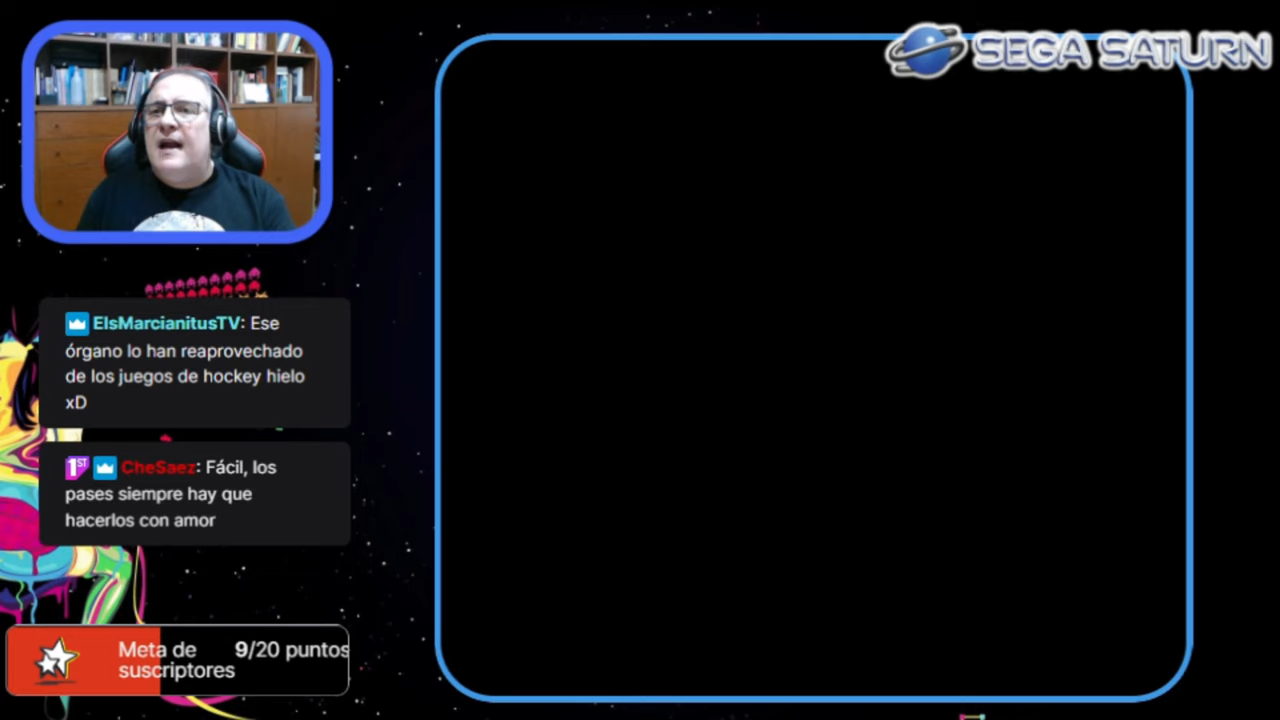 SEGA SATURN
ElsMarcianitusTV: Ese
órgano lo han reaprovechado
de los juegos de hockey hielo
xD
1ST CheSaez: Fácil, los
pases siempre hay que
hacerlos con amor
Meta de 9/20 puntos
suscriptores